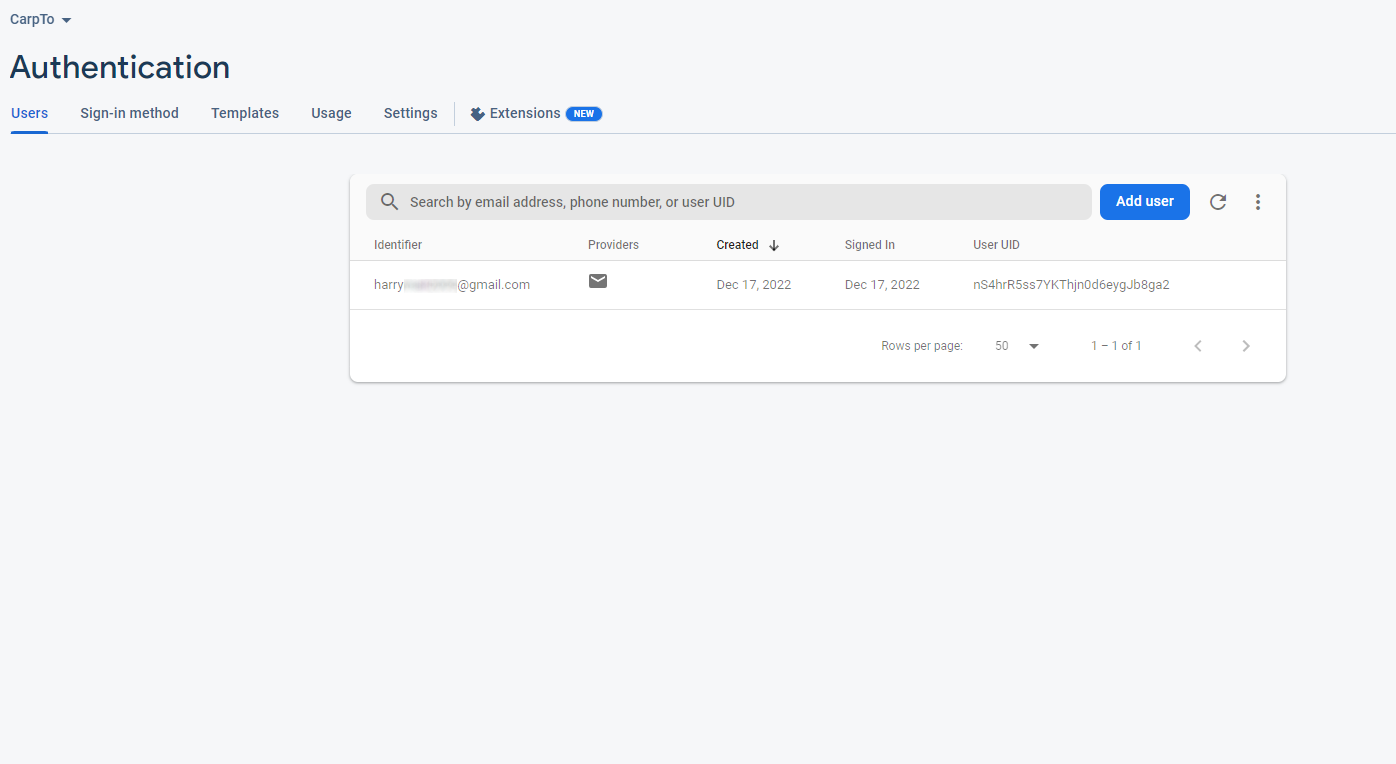 CarpTo
Authentication
Users Sign-in method Templates Usage Settings Extensions NEW
Search by email address, phone number, or user UID Add user
Identifier Providers Created Signed In User UID
harry @gmail.com Dec 17, 2022 Dec 17, 2022 nS4hrR5ss7YKThjn0d6eygJb8ga2
Rows per page: 50 1 – 1 of 1